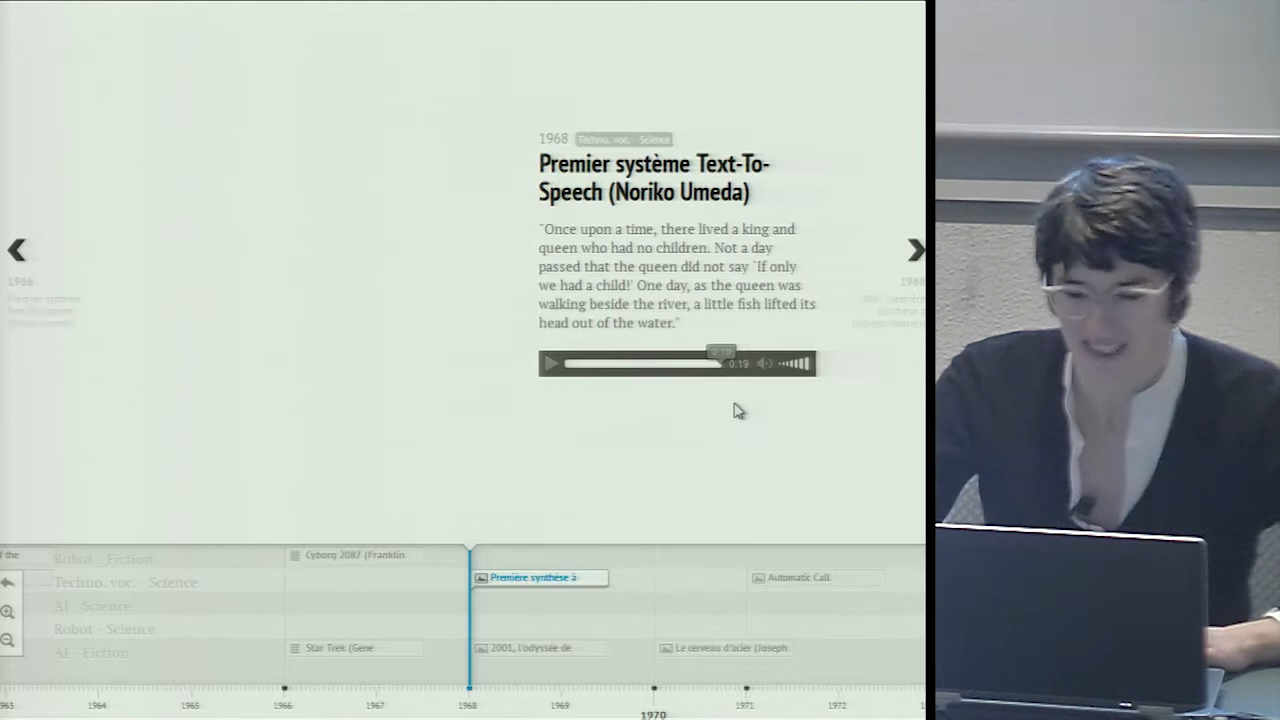 1968 Techno. voc. - Science
Premier système Text-To-
Speech (Noriko Umeda)
"Once upon a time, there lived a king and
queen who had no children. Not a day
passed that the queen did not say `If only
we had a child!' One day, as the queen was
walking beside the river, a little fish lifted its
head out of the water."
0:19
1966
1968
f the
Robot - Fiction
Cyborg 2087 (Franklin
Techno. voc. - Science
Première synthèse à
Automatic Call
AI - Science
Robot - Science
AI - Fiction
Star Trek (Gene
2001, l'odyssée de
Le cerveau d'acier (Joseph
1964 1965 1966 1967 1968 1969 1970 1971 1972